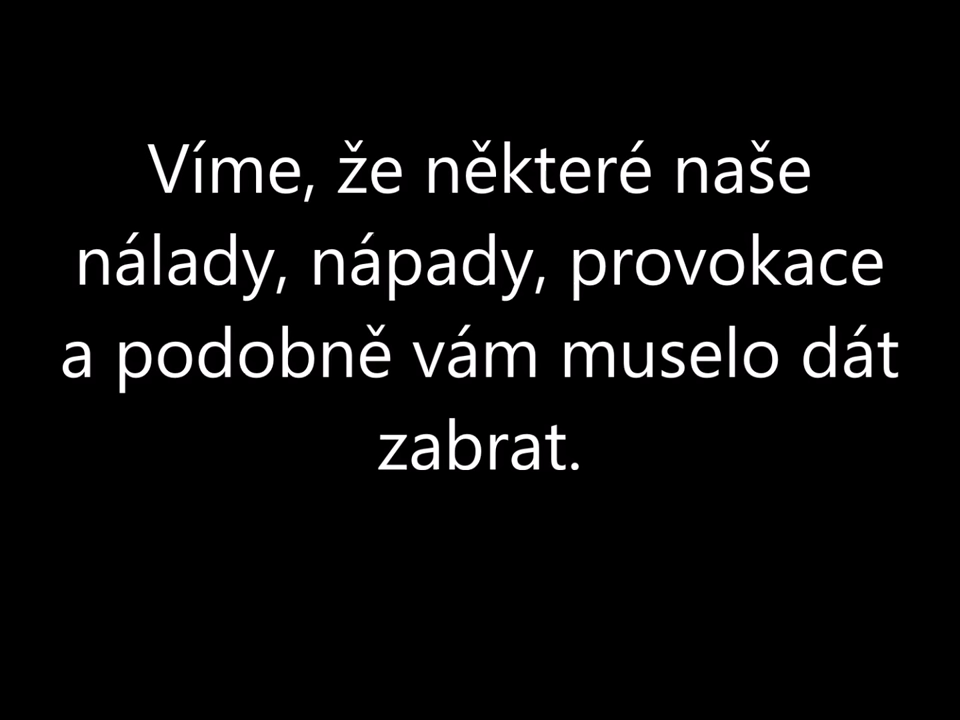 Víme, že některé naše
nálady, nápady, provokace
a podobně vám muselo dát
zabrat.